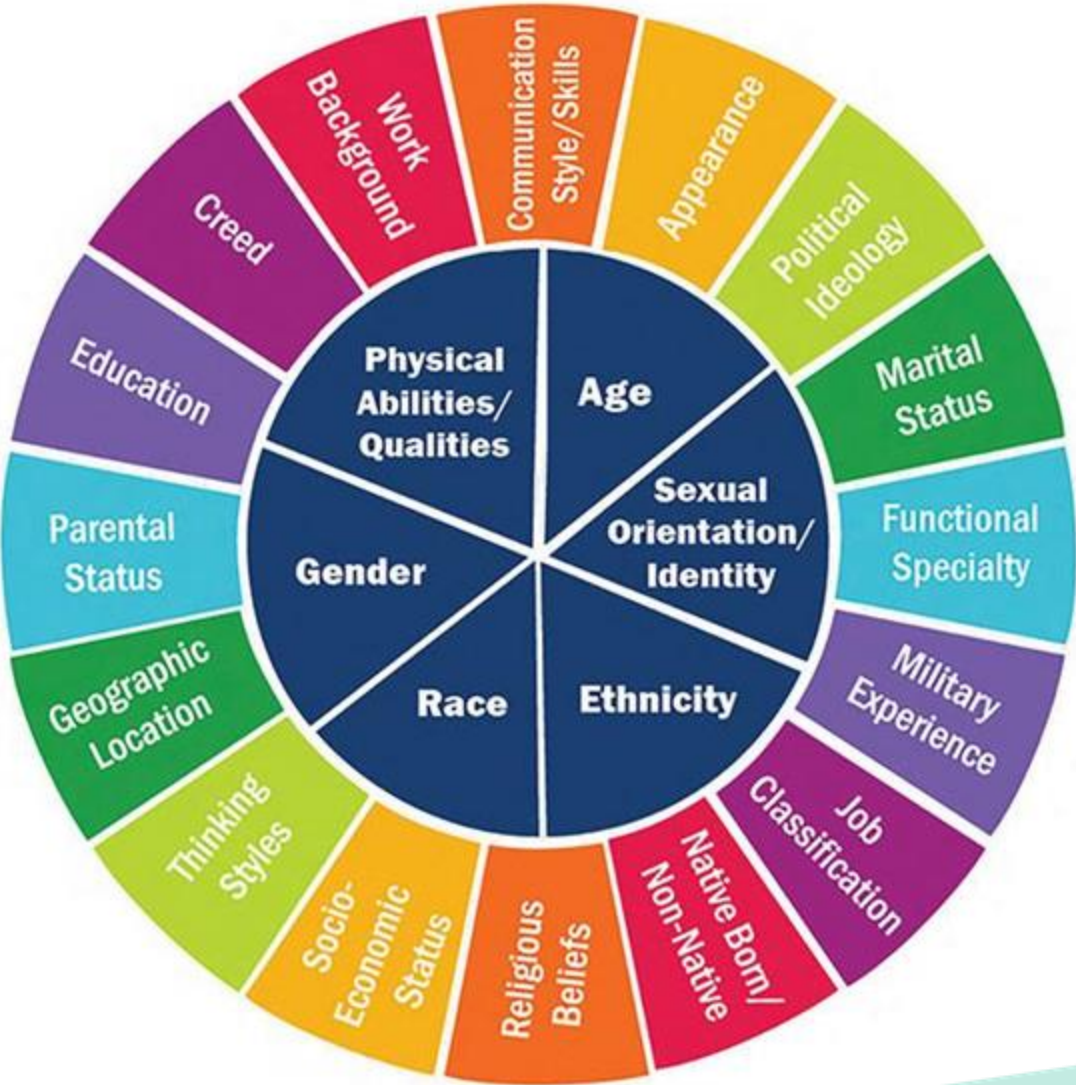 Communication
Style/Skills
Appearance
Political
Ideology
Marital
Status
Functional
Specialty
Military
Experience
Job
Classification
Native Born/
Non-Native
Religious
Beliefs
Socio-
Economic
Status
Thinking
Styles
Geographic
Location
Parental
Status
Education
Creed
Work
Background
Physical
Abilities/
Qualities
Age
Sexual
Orientation/
Identity
Ethnicity
Race
Gender